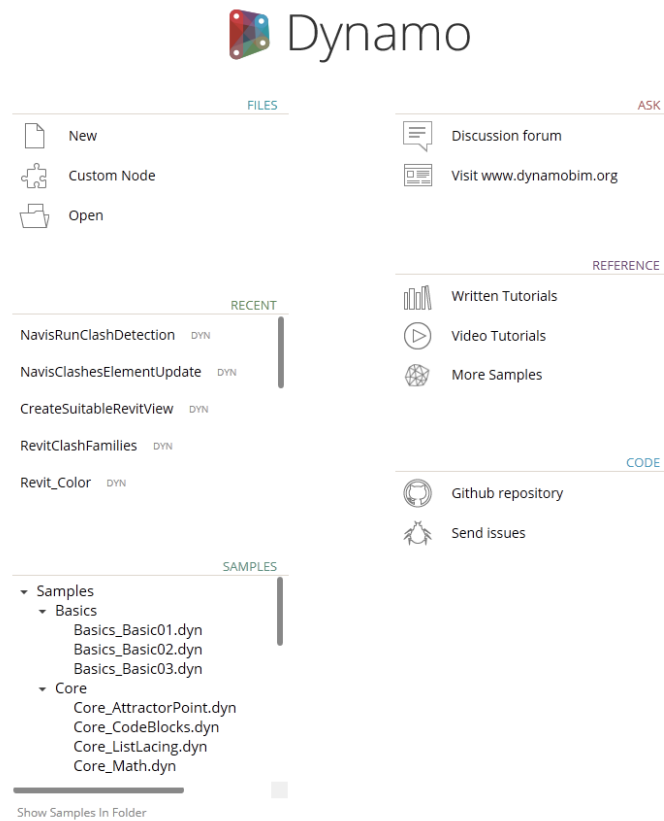 Dynamo
FILES
New
Custom Node
Open
RECENT
NavisRunClashDetection DYN
NavisClashesElementUpdate DYN
CreateSuitableRevitView DYN
RevitClashFamilies DYN
Revit_Color DYN
SAMPLES
Samples
Basics
Basics_Basic01.dyn
Basics_Basic02.dyn
Basics_Basic03.dyn
Core
Core_AttractorPoint.dyn
Core_CodeBlocks.dyn
Core_ListLacing.dyn
Core_Math.dyn
Show Samples In Folder
ASK
Discussion forum
Visit www.dynamobim.org
REFERENCE
Written Tutorials
Video Tutorials
More Samples
CODE
Github repository
Send issues